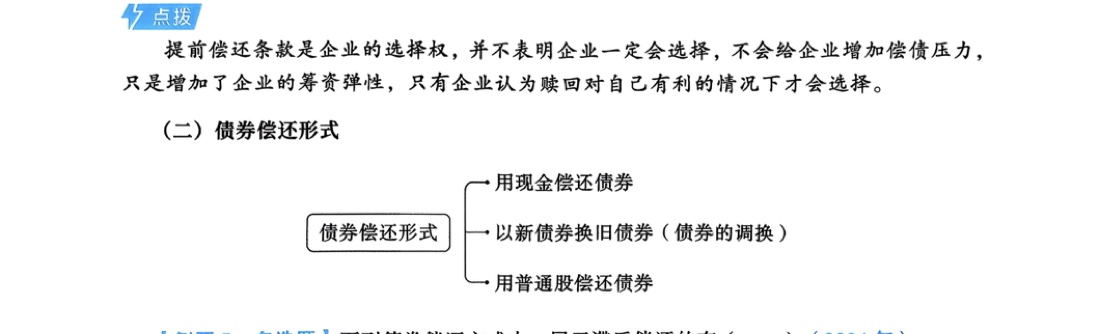 点拨
提前偿还条款是企业的选择权，并不表明企业一定会选择，不会给企业增加偿债压力，
只是增加了企业的筹资弹性，只有企业认为赎回对自己有利的情况下才会选择。
（二）债券偿还形式
用现金偿还债券
债券偿还形式
以新债券换旧债券（债券的调换）
用普通股偿还债券